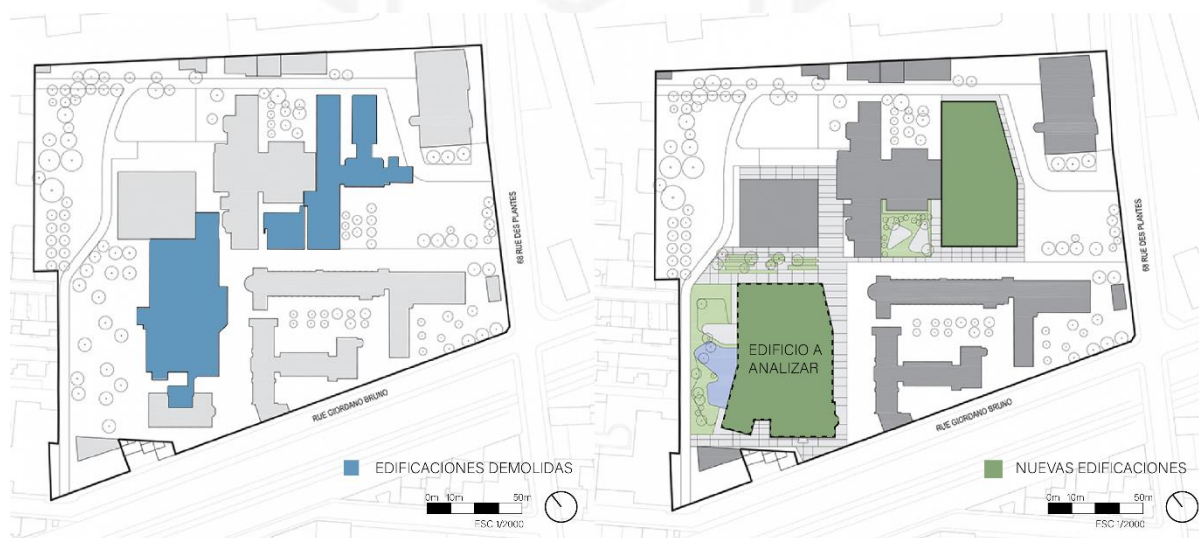 68 RUE DES PLANTES
RUE GIORDANO BRUNO
EDIFICACIONES DEMOLIDAS
0m 10m 50m
ESC 1/2000
68 RUE DES PLANTES
EDIFICIO A
ANALIZAR
RUE GIORDANO BRUNO
NUEVAS EDIFICACIONES
0m 10m 50m
ESC 1/2000